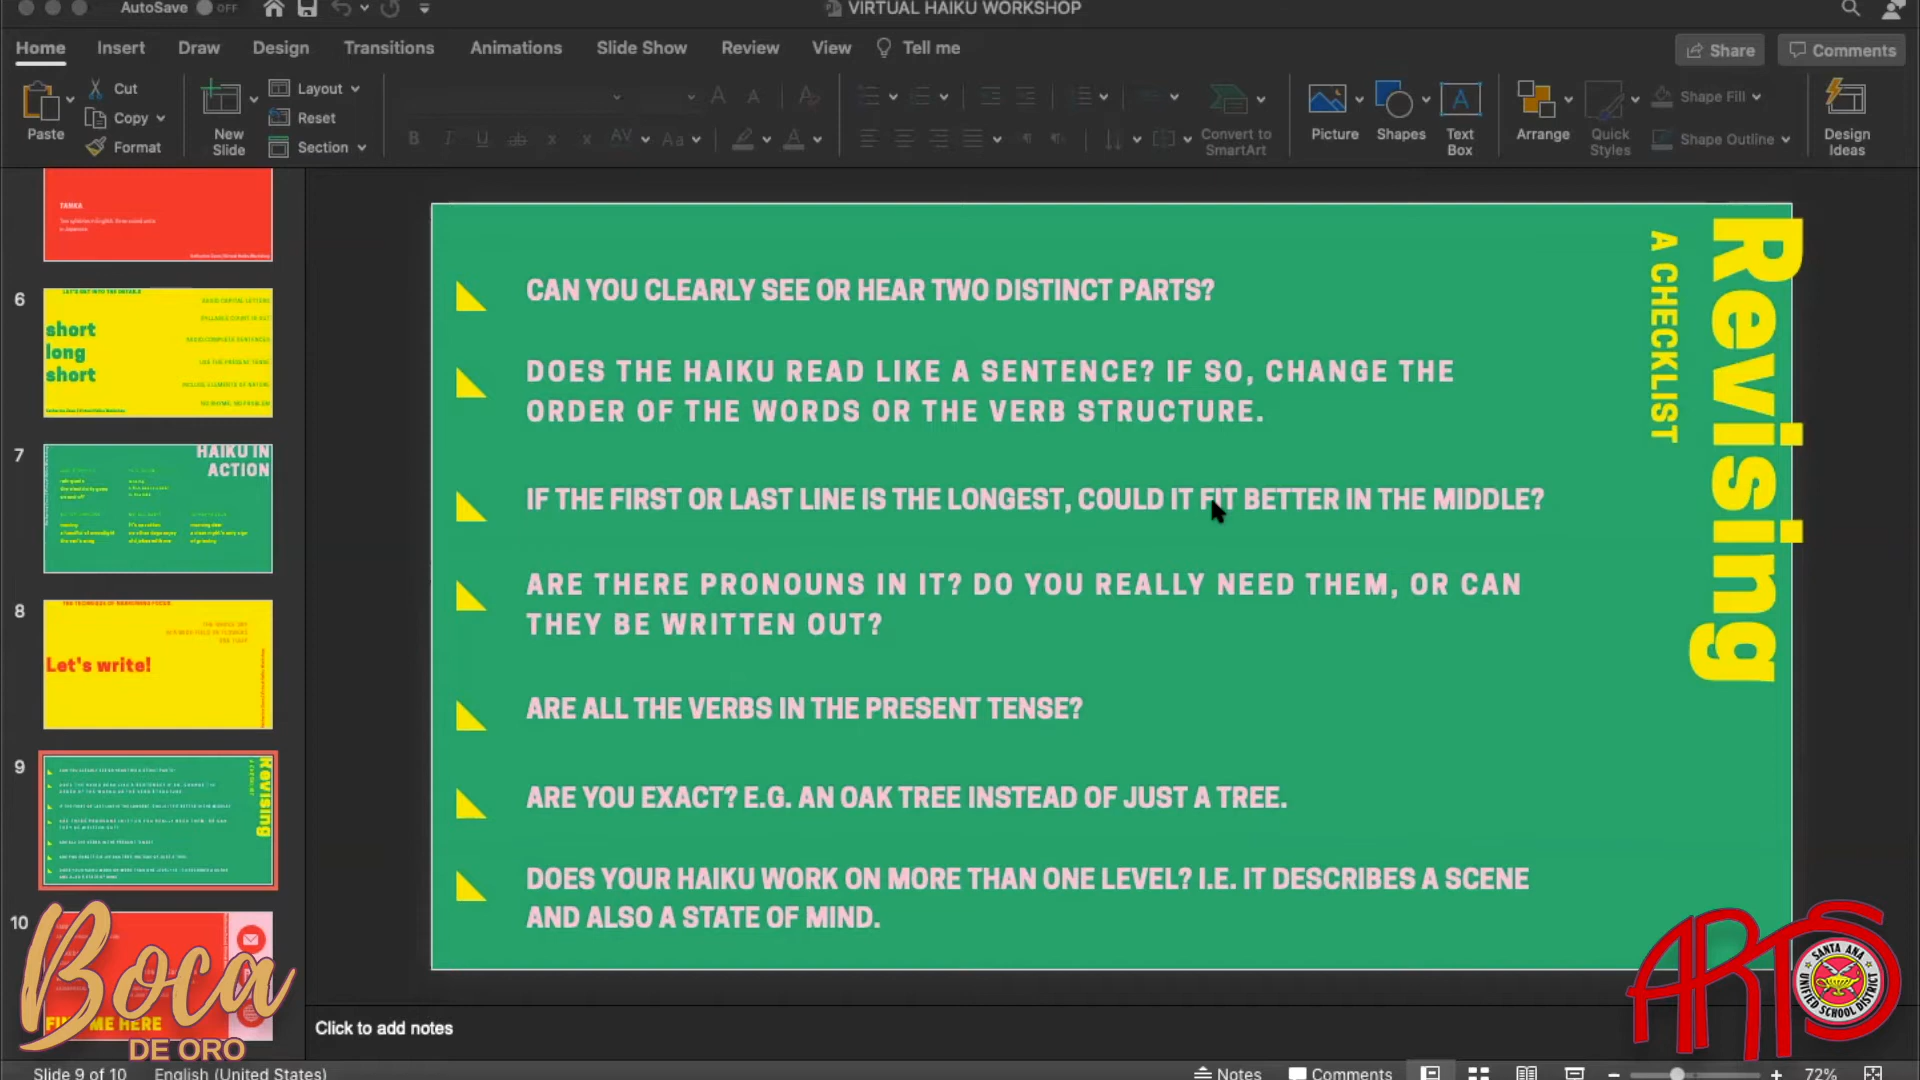 AutoSave OFF
VIRTUAL HAIKU WORKSHOP
Home Insert Draw Design Transitions Animations Slide Show Review View Tell me
Share Comments
Paste
Cut
Copy
Format
New Slide
Layout
Reset
Section
Convert to SmartArt
Picture
Shapes
Text Box
Arrange
Quick Styles
Shape Fill
Shape Outline
Design Ideas
TANKA
6
short
long
short
7
HAIKU IN
ACTION
8
Let's write!
9
Revising
10
FIND ME HERE
Revising
A CHECKLIST
CAN YOU CLEARLY SEE OR HEAR TWO DISTINCT PARTS?
DOES THE HAIKU READ LIKE A SENTENCE? IF SO, CHANGE THE
ORDER OF THE WORDS OR THE VERB STRUCTURE.
IF THE FIRST OR LAST LINE IS THE LONGEST, COULD IT FIT BETTER IN THE MIDDLE?
ARE THERE PRONOUNS IN IT? DO YOU REALLY NEED THEM, OR CAN
THEY BE WRITTEN OUT?
ARE ALL THE VERBS IN THE PRESENT TENSE?
ARE YOU EXACT? E.G. AN OAK TREE INSTEAD OF JUST A TREE.
DOES YOUR HAIKU WORK ON MORE THAN ONE LEVEL? I.E. IT DESCRIBES A SCENE
AND ALSO A STATE OF MIND.
Boca
DE ORO
ARTS
SANTA ANA
UNIFIED SCHOOL DISTRICT
Click to add notes
Slide 9 of 10 English (United States) Notes Comments 72%